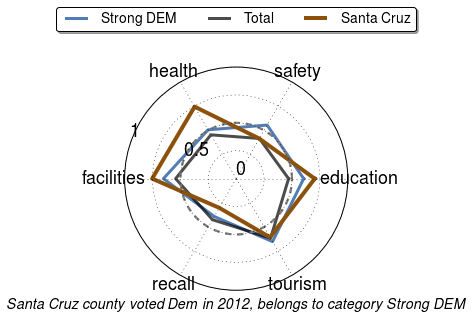 Strong DEM
Total
Santa Cruz
health
safety
1
0.5
0
facilities
education
recall
tourism
Santa Cruz county voted Dem in 2012, belongs to category Strong DEM